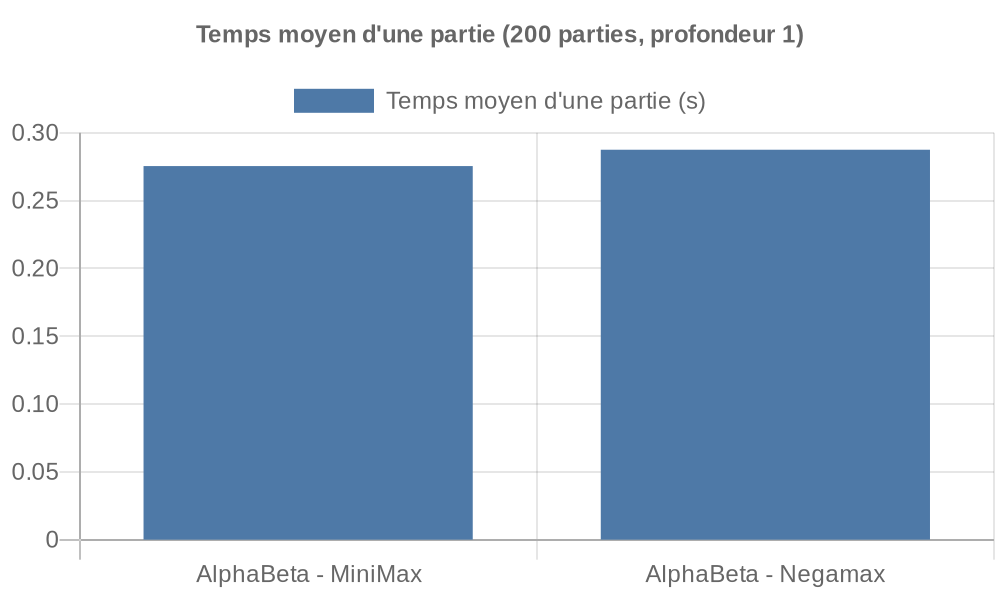 Temps moyen d'une partie (200 parties, profondeur 1)
Temps moyen d'une partie (s)
0.30
0.25
0.20
0.15
0.10
0.05
0
AlphaBeta - MiniMax
AlphaBeta - Negamax